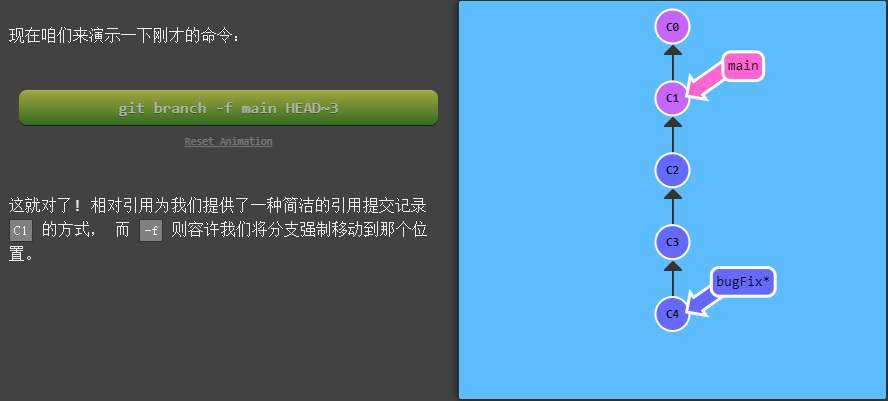 现在咱们来演示一下刚才的命令：
git branch -f main HEAD~3
Reset Animation
这就对了! 相对引用为我们提供了一种简洁的引用提交记录
C1 的方式， 而 -f 则容许我们将分支强制移动到那个位
置。
C0
main
C1
C2
C3
bugFix*
C4